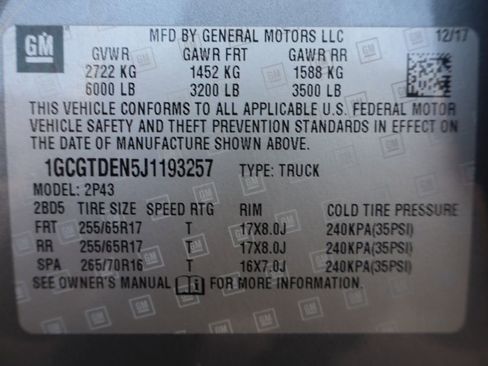 GM MFD BY GENERAL MOTORS LLC 12/17
GVWR GAWR FRT GAWR RR
2722 KG 1452 KG 1588 KG
6000 LB 3200 LB 3500 LB
THIS VEHICLE CONFORMS TO ALL APPLICABLE U.S. FEDERAL MOTOR
VEHICLE SAFETY AND THEFT PREVENTION STANDARDS IN EFFECT ON
THE DATE OF MANUFACTURE SHOWN ABOVE.
1GCGTDEN5J1193257 TYPE: TRUCK
MODEL: 2P43
2BD5 TIRE SIZE SPEED RTG RIM COLD TIRE PRESSURE
FRT 255/65R17 T 17X8.0J 240KPA(35PSI)
RR 255/65R17 T 17X8.0J 240KPA(35PSI)
SPA 265/70R16 T 16X7.0J 240KPA(35PSI)
SEE OWNER'S MANUAL